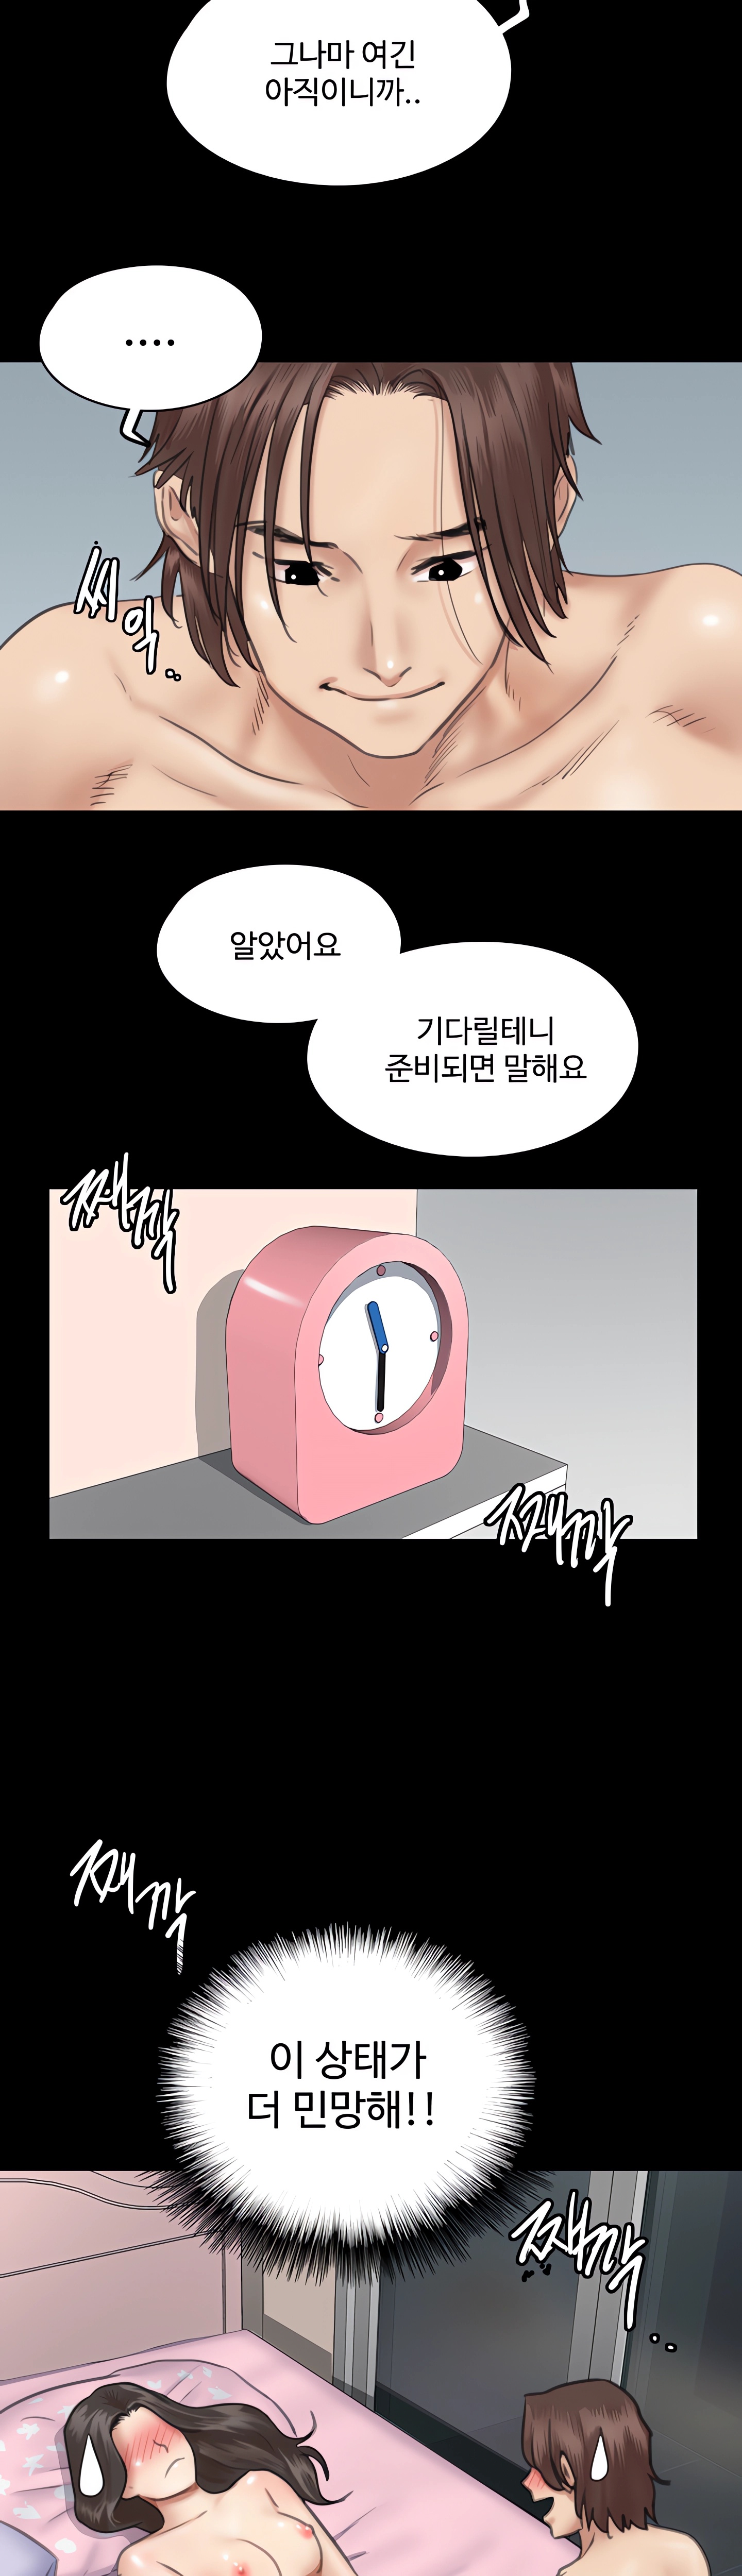 그나마 여긴
아직이니까..
....
씨익..
알았어요
기다릴테니
준비되면 말해요
째깍
째깍
째깍
이 상태가
더 민망해!!
째깍..